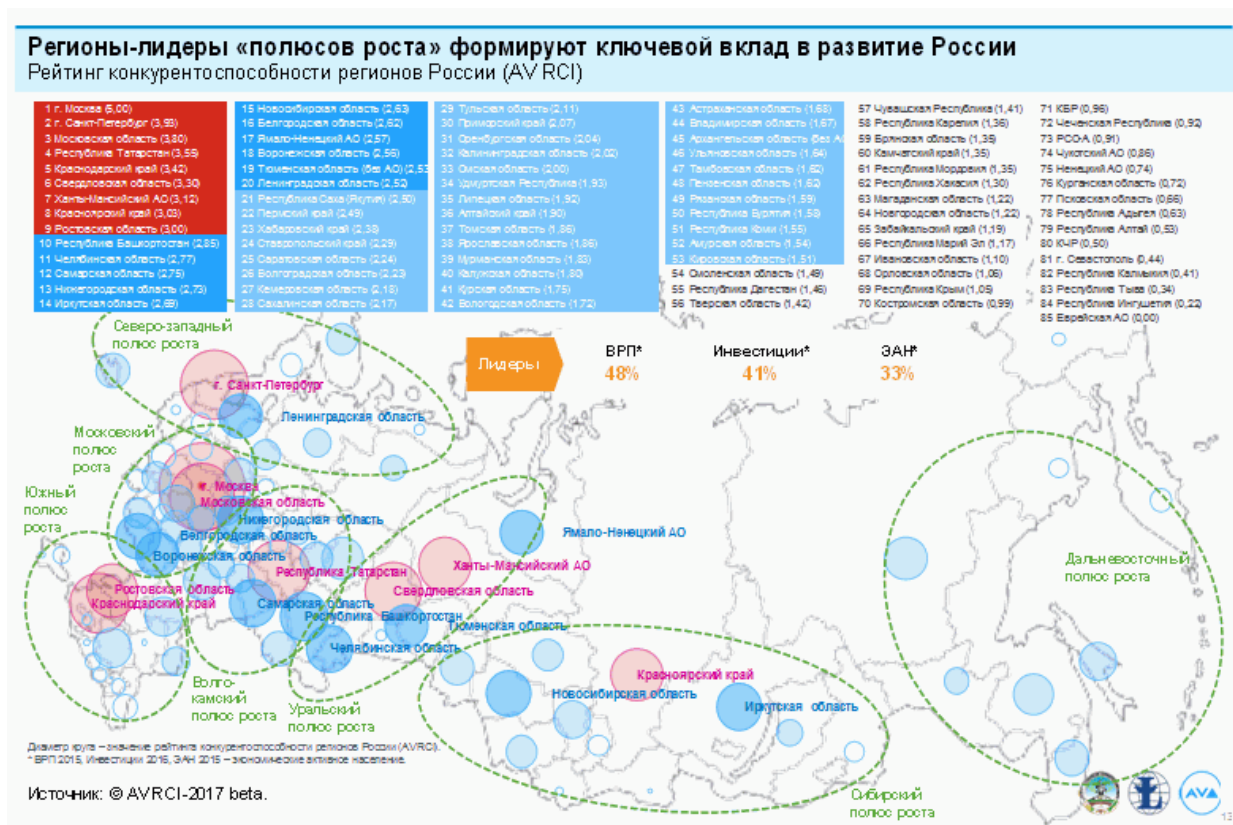 Регионы-лидеры «полюсов роста» формируют ключевой вклад в развитие России
Рейтинг конкурентоспособности регионов России (AV RCI)
1 г. Москва (5,00)
2 г. Санкт-Петербург (3,93)
3 Московская область (3,80)
4 Республика Татарстан (3,55)
5 Краснодарский край (3,42)
6 Свердловская область (3,30)
7 Ханты-Мансийский АО (3,12)
8 Красноярский край (3,03)
9 Ростовская область (3,00)
10 Республика Башкортостан (2,85)
11 Челябинская область (2,77)
12 Самарская область (2,75)
13 Нижегородская область (2,73)
14 Иркутская область (2,69)
15 Новосибирская область (2,63)
16 Белгородская область (2,62)
17 Ямало-Ненецкий АО (2,57)
18 Воронежская область (2,56)
19 Тюменская область (без АО) (2,53
20 Ленинградская область (2,52)
21 Республика Саха (Якутия) (2,50)
22 Пермский край (2,49)
23 Хабаровский край (2,38)
24 Ставропольский край (2,29)
25 Саратовская область (2,24)
26 Волгоградская область (2,23)
27 Кемеровская область (2,18)
28 Сахалинская область (2,17)
29 Тульская область (2,11)
30 Приморский край (2,07)
31 Оренбургская область (2,04)
32 Калининградская область (2,02)
33 Омская область (2,00)
34 Удмуртская Республика (1,93)
35 Липецкая область (1,92)
36 Алтайский край (1,90)
37 Томская область (1,86)
38 Ярославская область (1,86)
39 Мурманская область (1,83)
40 Калужская область (1,80)
41 Курская область (1,75)
42 Вологодская область (1,72)
43 Астраханская область (1,68)
44 Владимирская область (1,67)
45 Архангельская область (без АО
46 Ульяновская область (1,64)
47 Тамбовская область (1,62)
48 Пензенская область (1,62)
49 Рязанская область (1,59)
50 Республика Бурятия (1,58)
51 Республика Коми (1,55)
52 Амурская область (1,54)
53 Кировская область (1,51)
54 Смоленская область (1,49)
55 Республика Дагестан (1,46)
56 Тверская область (1,42)
57 Чувашская Республика (1,41)
58 Республика Карелия (1,36)
59 Брянская область (1,35)
60 Камчатский край (1,35)
61 Республика Мордовия (1,35)
62 Республика Хакасия (1,30)
63 Магаданская область (1,22)
64 Новгородская область (1,22)
65 Забайкальский край (1,19)
66 Республика Марий Эл (1,17)
67 Ивановская область (1,10)
68 Орловская область (1,06)
69 Республика Крым (1,05)
70 Костромская область (0,99)
71 КБР (0,96)
72 Чеченская Республика (0,92)
73 РСО-А (0,91)
74 Чукотский АО (0,86)
75 Ненецкий АО (0,74)
76 Курганская область (0,72)
77 Псковская область (0,66)
78 Республика Адыгея (0,63)
79 Республика Алтай (0,53)
80 КЧР (0,50)
81 г. Севастополь (0,44)
82 Республика Калмыкия (0,41)
83 Республика Тыва (0,34)
84 Республика Ингушетия (0,22)
85 Еврейская АО (0,00)
Лидеры
ВРП*
48%
Инвестиции*
41%
ЭАН*
33%
Северо-западный
полюс роста
г. Санкт-Петербург
Ленинградская область
Московский
полюс
роста
Южный
полюс
роста
г. Москва
Московская область
Нижегородская область
Белгородская область
Воронежская область
Ямало-Ненецкий АО
Ханты-Мансийский АО
Республика Татарстан
Свердловская область
Ростовская область
Краснодарский край
Самарская область
Республика Башкортостан
Тюменская область
Челябинская область
Дальневосточный
полюс роста
Волго-
камский
полюс роста
Уральский
полюс роста
Красноярский край
Новосибирская область
Иркутская область
Сибирский
полюс роста
Диаметр круга – значение рейтинга конкурентоспособности регионов России (AVRCI).
* ВРП 2015, Инвестиции 2016, ЭАН 2015 – экономические активное население.
Источник: © AVRCI-2017 beta.
AVA
13